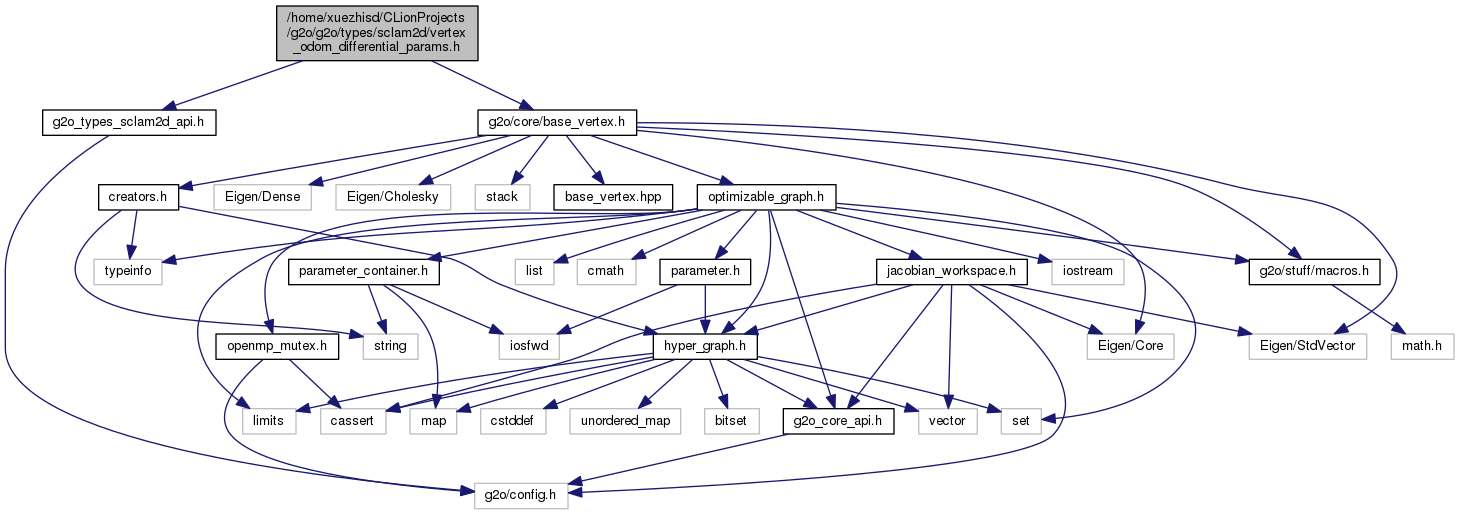 /home/xuezhisd/CLionProjects
/g2o/g2o/types/sclam2d/vertex
_odom_differential_params.h
g2o_types_sclam2d_api.h
g2o/core/base_vertex.h
creators.h
Eigen/Dense
Eigen/Cholesky
stack
base_vertex.hpp
optimizable_graph.h
typeinfo
parameter_container.h
list
cmath
parameter.h
jacobian_workspace.h
iostream
g2o/stuff/macros.h
openmp_mutex.h
string
iosfwd
hyper_graph.h
Eigen/Core
Eigen/StdVector
math.h
limits
cassert
map
cstddef
unordered_map
bitset
g2o_core_api.h
vector
set
g2o/config.h